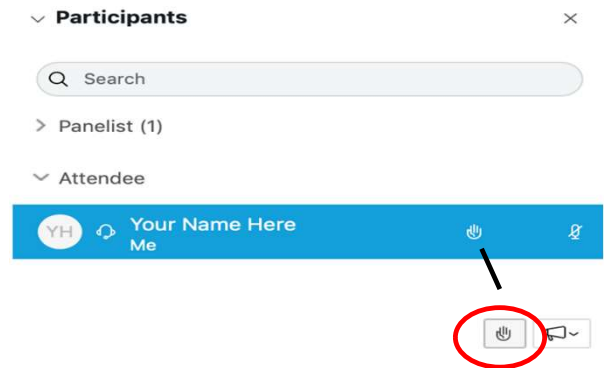 Participants
Search
Panelist (1)
Attendee
YH
Your Name Here
Me